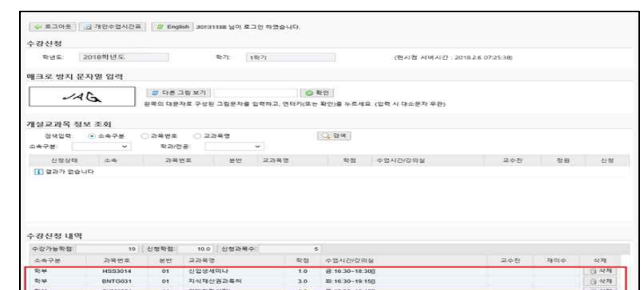 로그아웃 개인수업시간표 English 20131188 님이 로그인 하였습니다.
수강신청
학년도: 2018학년도 학기: 1학기 (현시점 서버시간 : 2018.2.6 07:25:38)
매크로 방지 문자열 입력
JAG 다른 그림 보기 확인
왼쪽의 대문자로 구성된 그림문자를 입력하고, 엔터키(또는 확인)을 누르세요. (입력 시 대소문자 무관)
개설교과목 정보 조회
검색입력: 소속구분 과목번호 교과목명 검색
소속구분: 학과/전공:
신청상태 소속 과목번호 분반 교과목명 학점 수업시간/강의실 교수진 정원 신청
결과가 없습니다
수강신청 내역
수강가능학점: 19 신청학점: 10.0 신청과목수: 5
소속구분 과목번호 분반 교과목명 학점 수업시간/강의실 교수진 재이수 삭제
학부 HSS3014 01 신입생세미나 1.0 금:16:30~18:30[] 삭제
학부 01 지식재산권과특허 3.0 화:16:30~19:15[] 삭제